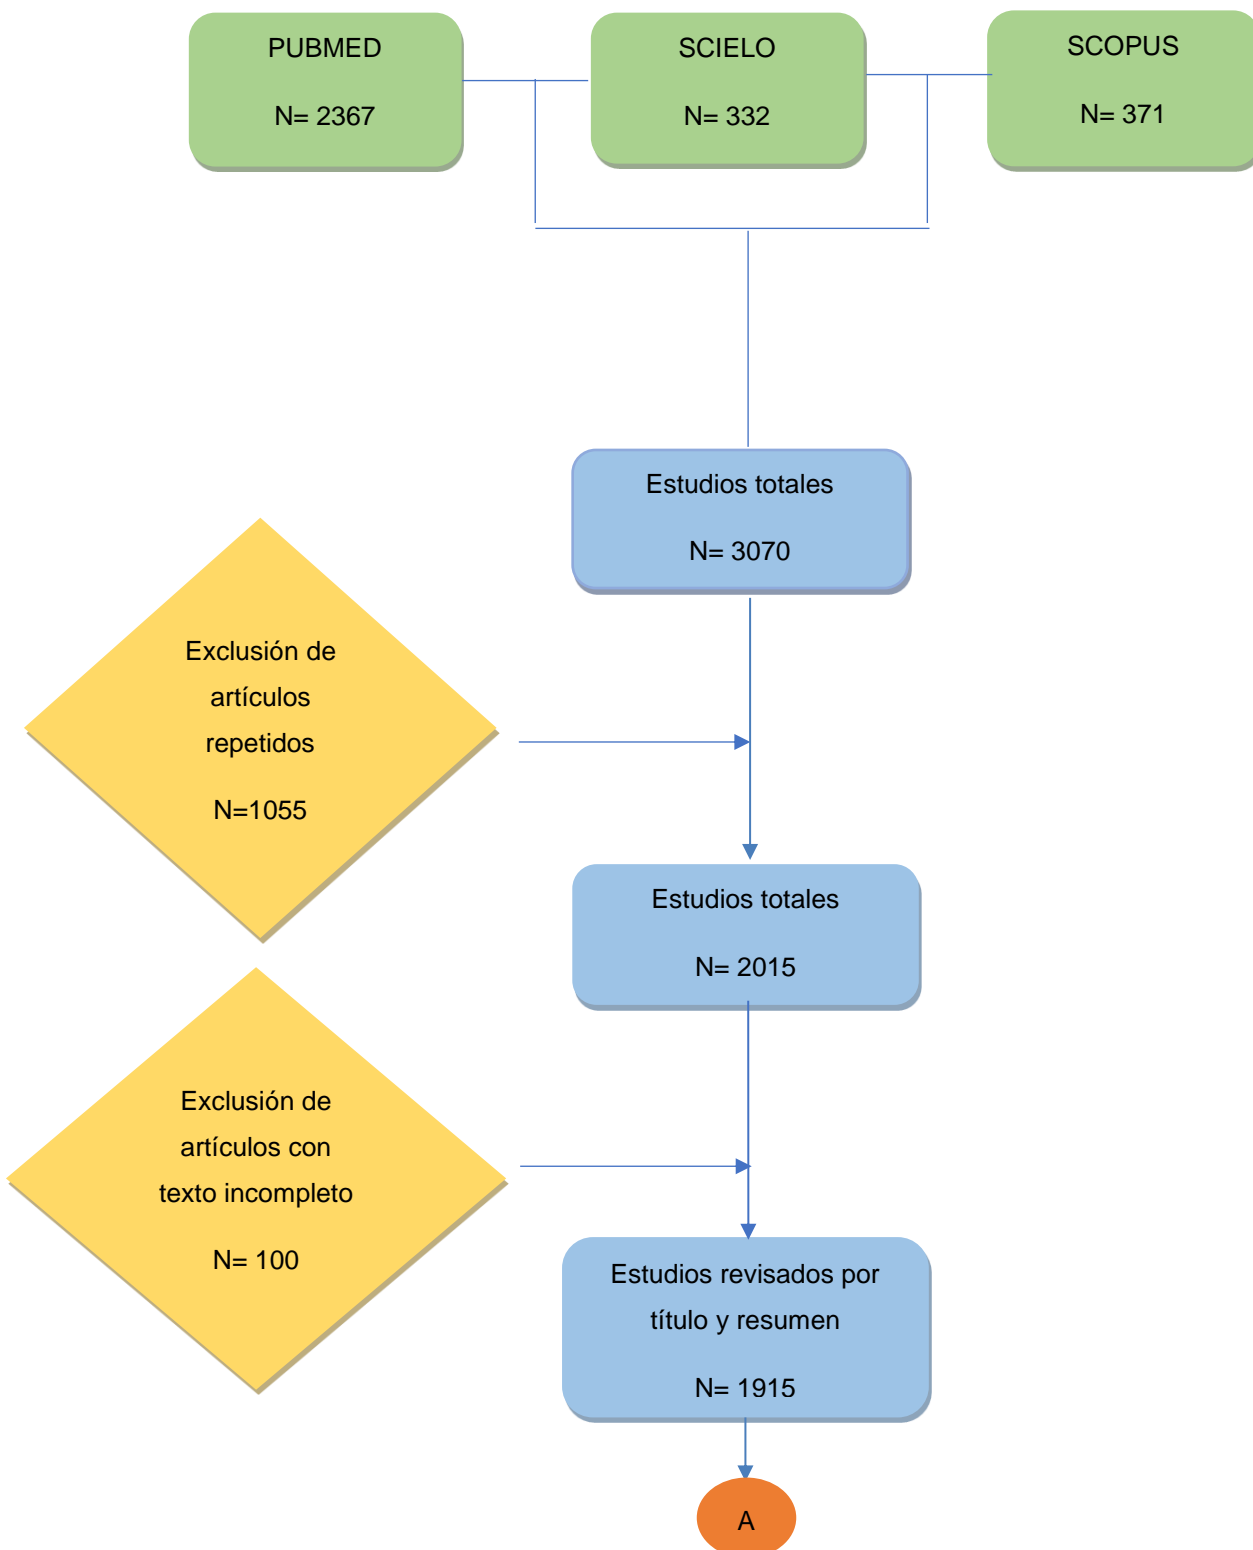 PUBMED
N= 2367
SCIELO
N= 332
SCOPUS
N= 371
Estudios totales
N= 3070
Exclusión de
artículos
repetidos
N=1055
Estudios totales
N= 2015
Exclusión de
artículos con
texto incompleto
N= 100
Estudios revisados por
título y resumen
N= 1915
A